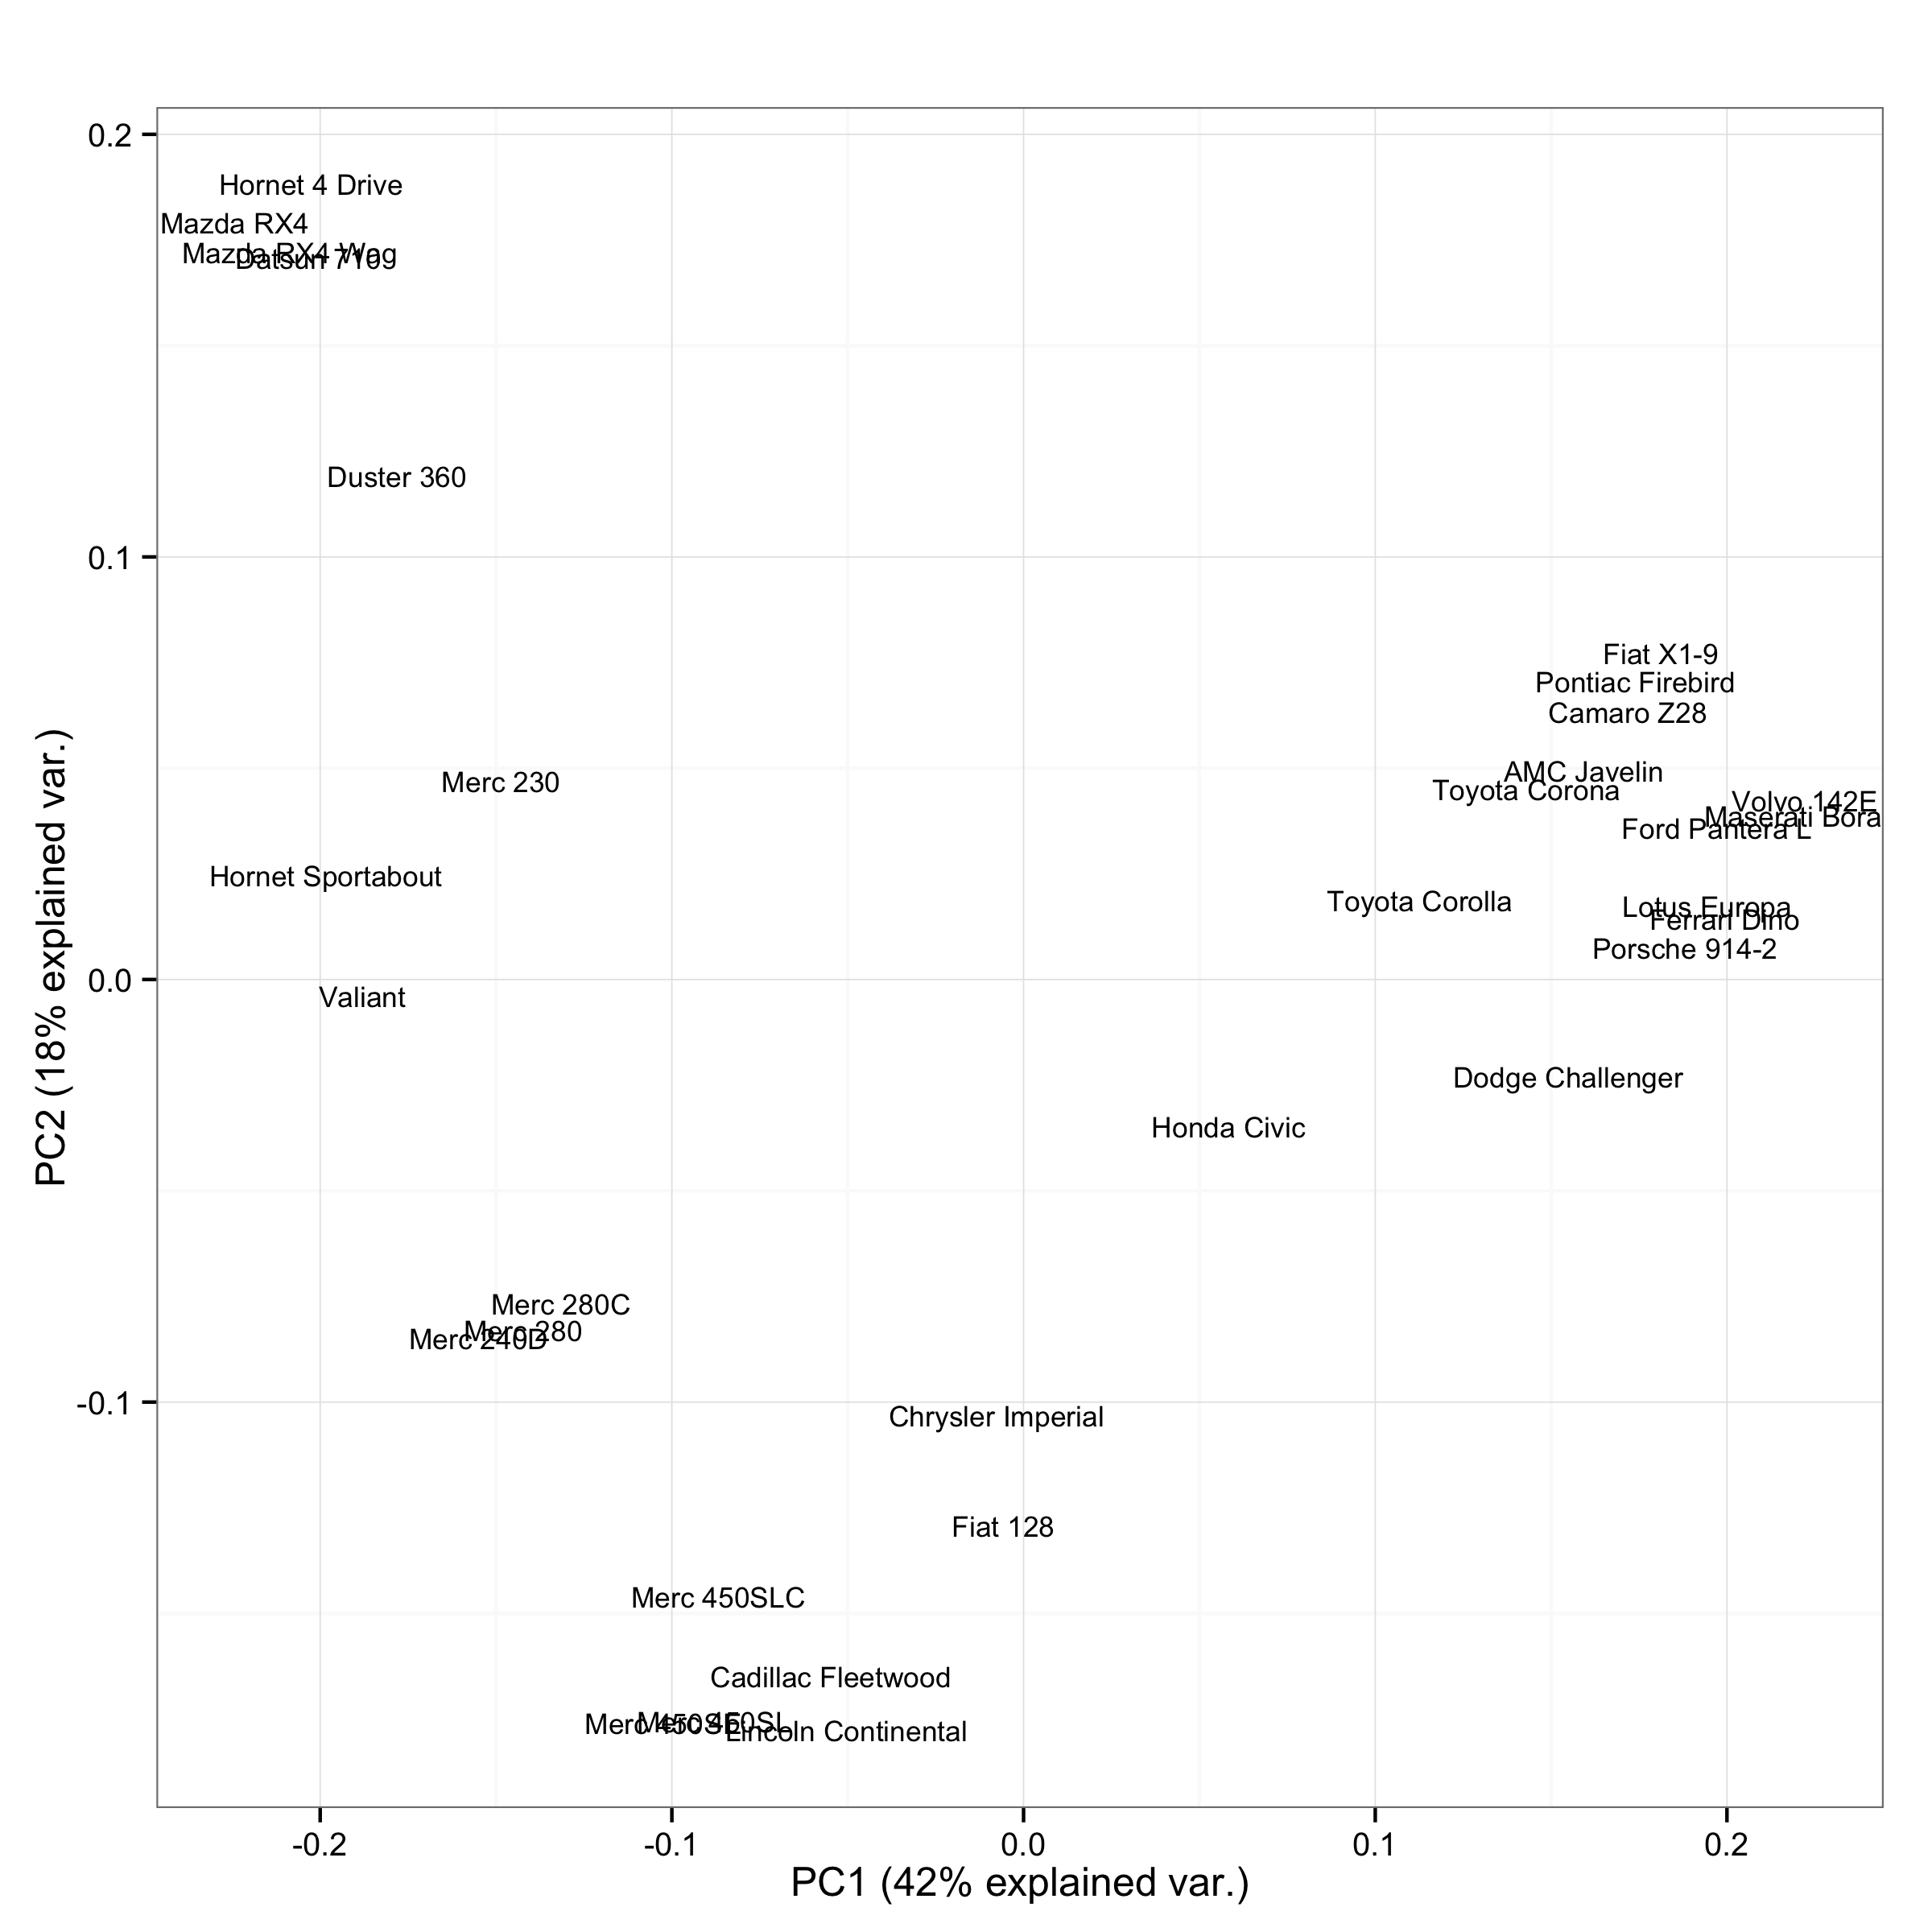 0.2
Hornet 4 Drive
Mazda RX4
Mazda RX4 Wag
Datsun 710
Duster 360
0.1
Fiat X1-9
Pontiac Firebird
Camaro Z28
AMC Javelin
Merc 230
Toyota Corona
Volvo 142E
Maserati Bora
Ford Pantera L
Hornet Sportabout
Toyota Corolla
Lotus Europa
Ferrari Dino
Porsche 914-2
0.0
Valiant
Dodge Challenger
Honda Civic
Merc 280C
Merc 280
Merc 240D
-0.1
Chrysler Imperial
Fiat 128
Merc 450SLC
Cadillac Fleetwood
Merc 450SE
Merc 450SL
Lincoln Continental
-0.2
-0.1
0.0
0.1
0.2
PC1 (42% explained var.)
PC2 (18% explained var.)